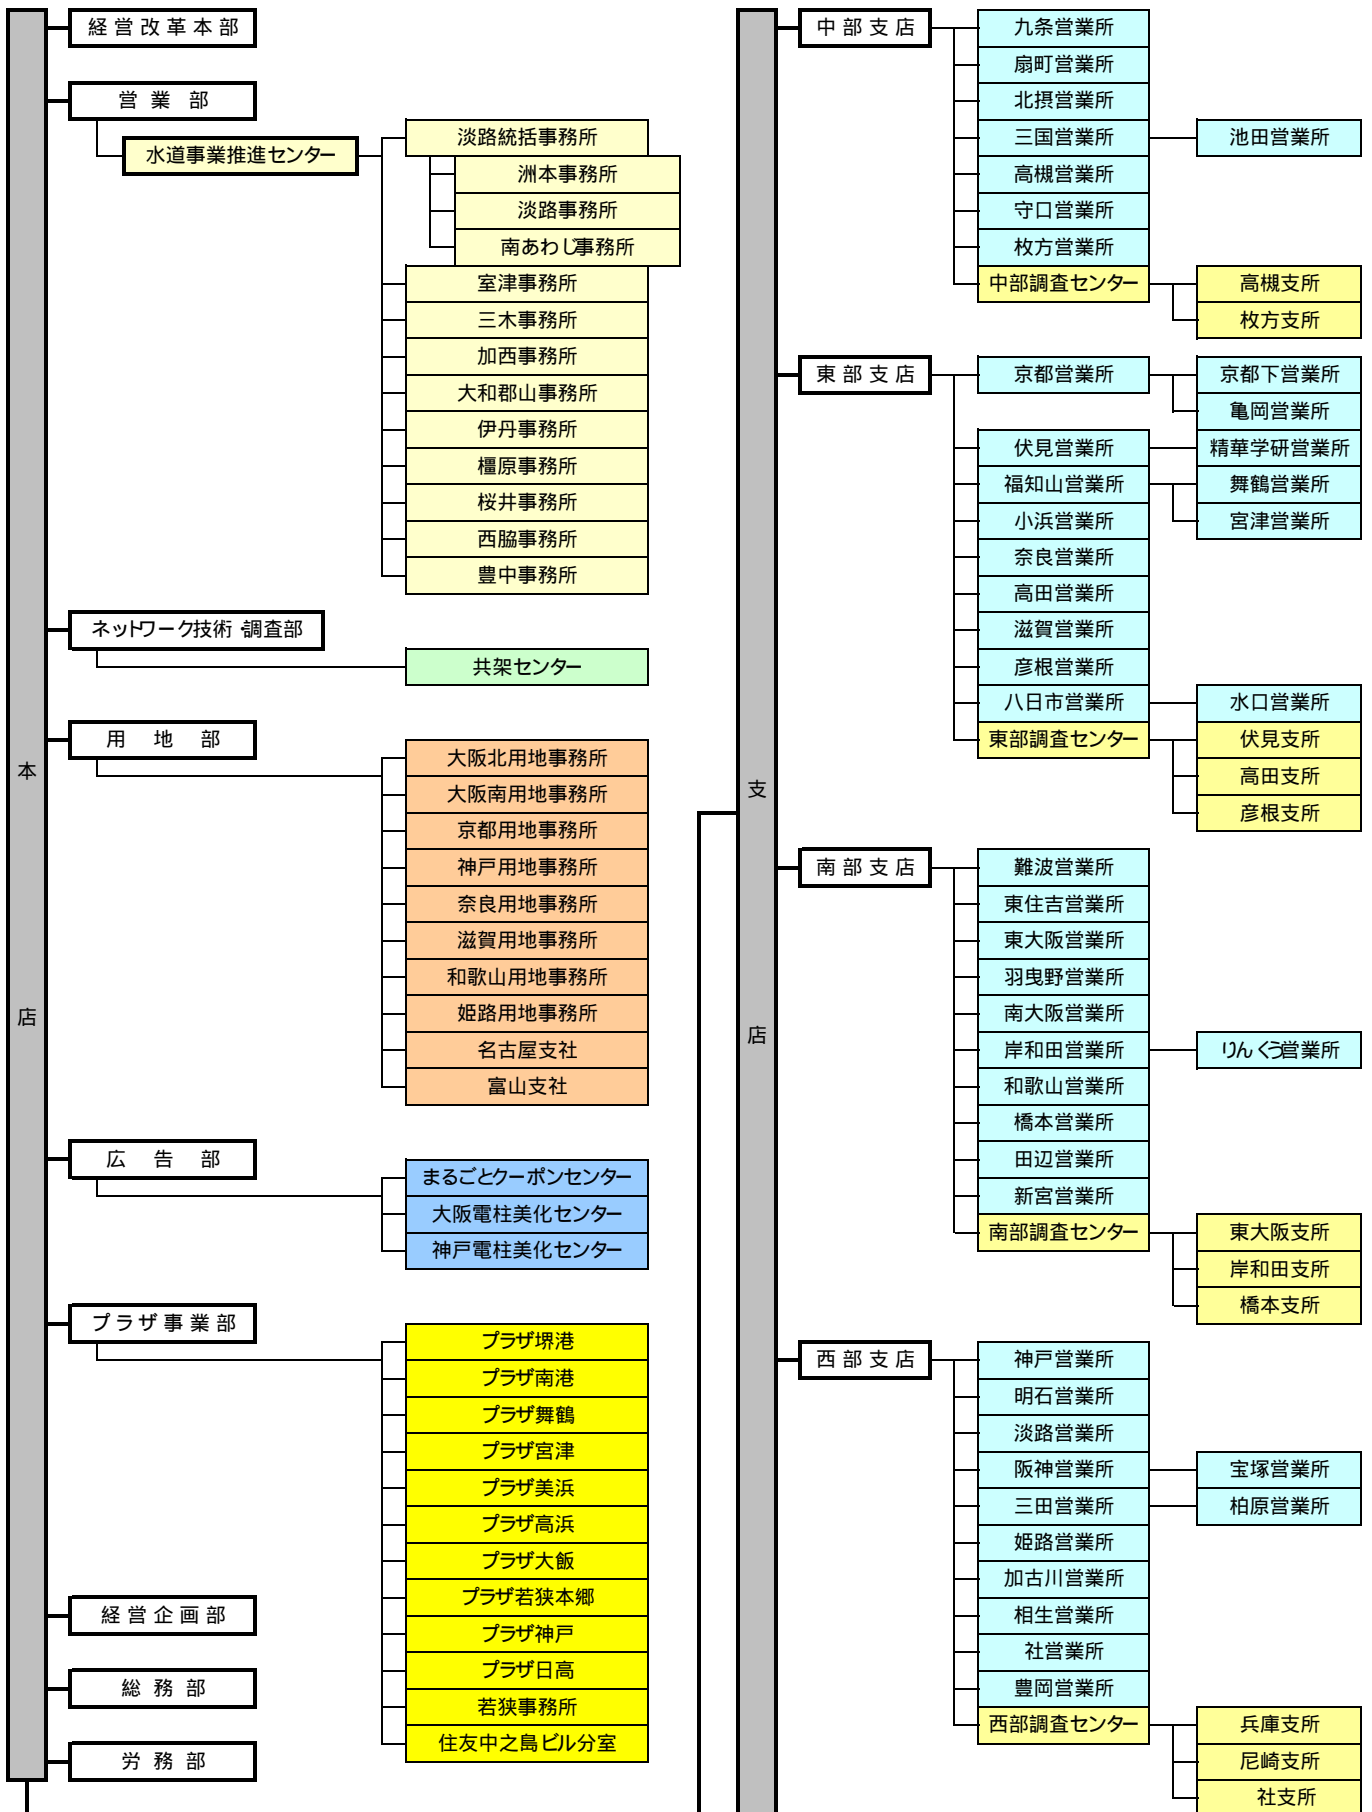 本店
経営改革本部
営業部
水道事業推進センター
淡路統括事務所
洲本事務所
淡路事務所
南あわじ事務所
室津事務所
三木事務所
加西事務所
大和郡山事務所
伊丹事務所
橿原事務所
桜井事務所
西脇事務所
豊中事務所
ネットワーク技術・調査部
共架センター
用地部
大阪北用地事務所
大阪南用地事務所
京都用地事務所
神戸用地事務所
奈良用地事務所
滋賀用地事務所
和歌山用地事務所
姫路用地事務所
名古屋支社
富山支社
広告部
まるごとクーポンセンター
大阪電柱美化センター
神戸電柱美化センター
プラザ事業部
プラザ堺港
プラザ南港
プラザ舞鶴
プラザ宮津
プラザ美浜
プラザ高浜
プラザ大飯
プラザ若狭本郷
プラザ神戸
プラザ日高
若狭事務所
住友中之島ビル分室
経営企画部
総務部
労務部
支店
中部支店
九条営業所
扇町営業所
北摂営業所
三国営業所
池田営業所
高槻営業所
守口営業所
枚方営業所
中部調査センター
高槻支所
枚方支所
東部支店
京都営業所
京都下営業所
亀岡営業所
伏見営業所
精華学研営業所
福知山営業所
舞鶴営業所
宮津営業所
小浜営業所
奈良営業所
高田営業所
滋賀営業所
彦根営業所
八日市営業所
水口営業所
東部調査センター
伏見支所
高田支所
彦根支所
南部支店
難波営業所
東住吉営業所
東大阪営業所
羽曳野営業所
南大阪営業所
岸和田営業所
りんくう営業所
和歌山営業所
橋本営業所
田辺営業所
新宮営業所
南部調査センター
東大阪支所
岸和田支所
橋本支所
西部支店
神戸営業所
明石営業所
淡路営業所
阪神営業所
宝塚営業所
三田営業所
柏原営業所
姫路営業所
加古川営業所
相生営業所
社営業所
豊岡営業所
西部調査センター
兵庫支所
尼崎支所
社支所